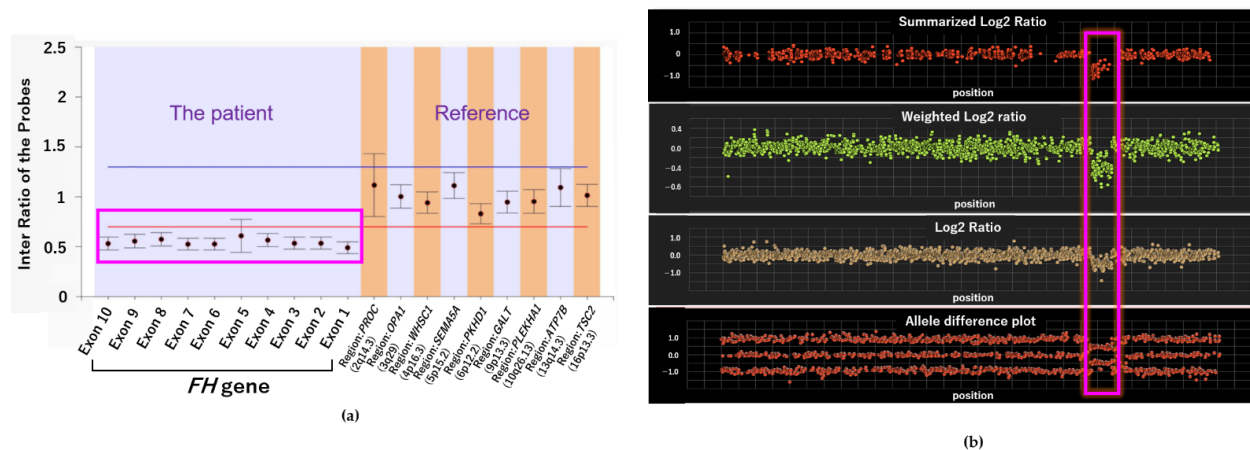 2.5
2
1.5
1
0.5
0
Inter Ratio of the Probes
The patient
Reference
Exon 10
Exon 9
Exon 8
Exon 7
Exon 6
Exon 5
Exon 4
Exon 3
Exon 2
Exon 1
Region:PROC
(2q14.3)
Region:OPA1
(3q29)
Region:WHSC1
(4p16.3)
Region:SEMA5A
(5p15.2)
Region:PKHD1
(6p12.2)
Region:GALT
(9p13.3)
Region:PLEKHA1
(10q26.13)
Region:ATP7B
(13q14.3)
Region:TSC2
(16p13.3)
FH gene
(a)
Summarized Log2 Ratio
1.0
0
−1.0
position
Weighted Log2 ratio
0.4
0
−0.4
−0.6
position
Log2 Ratio
1.0
0
−1.0
position
Allele difference plot
1.0
0.0
−1.0
position
(b)